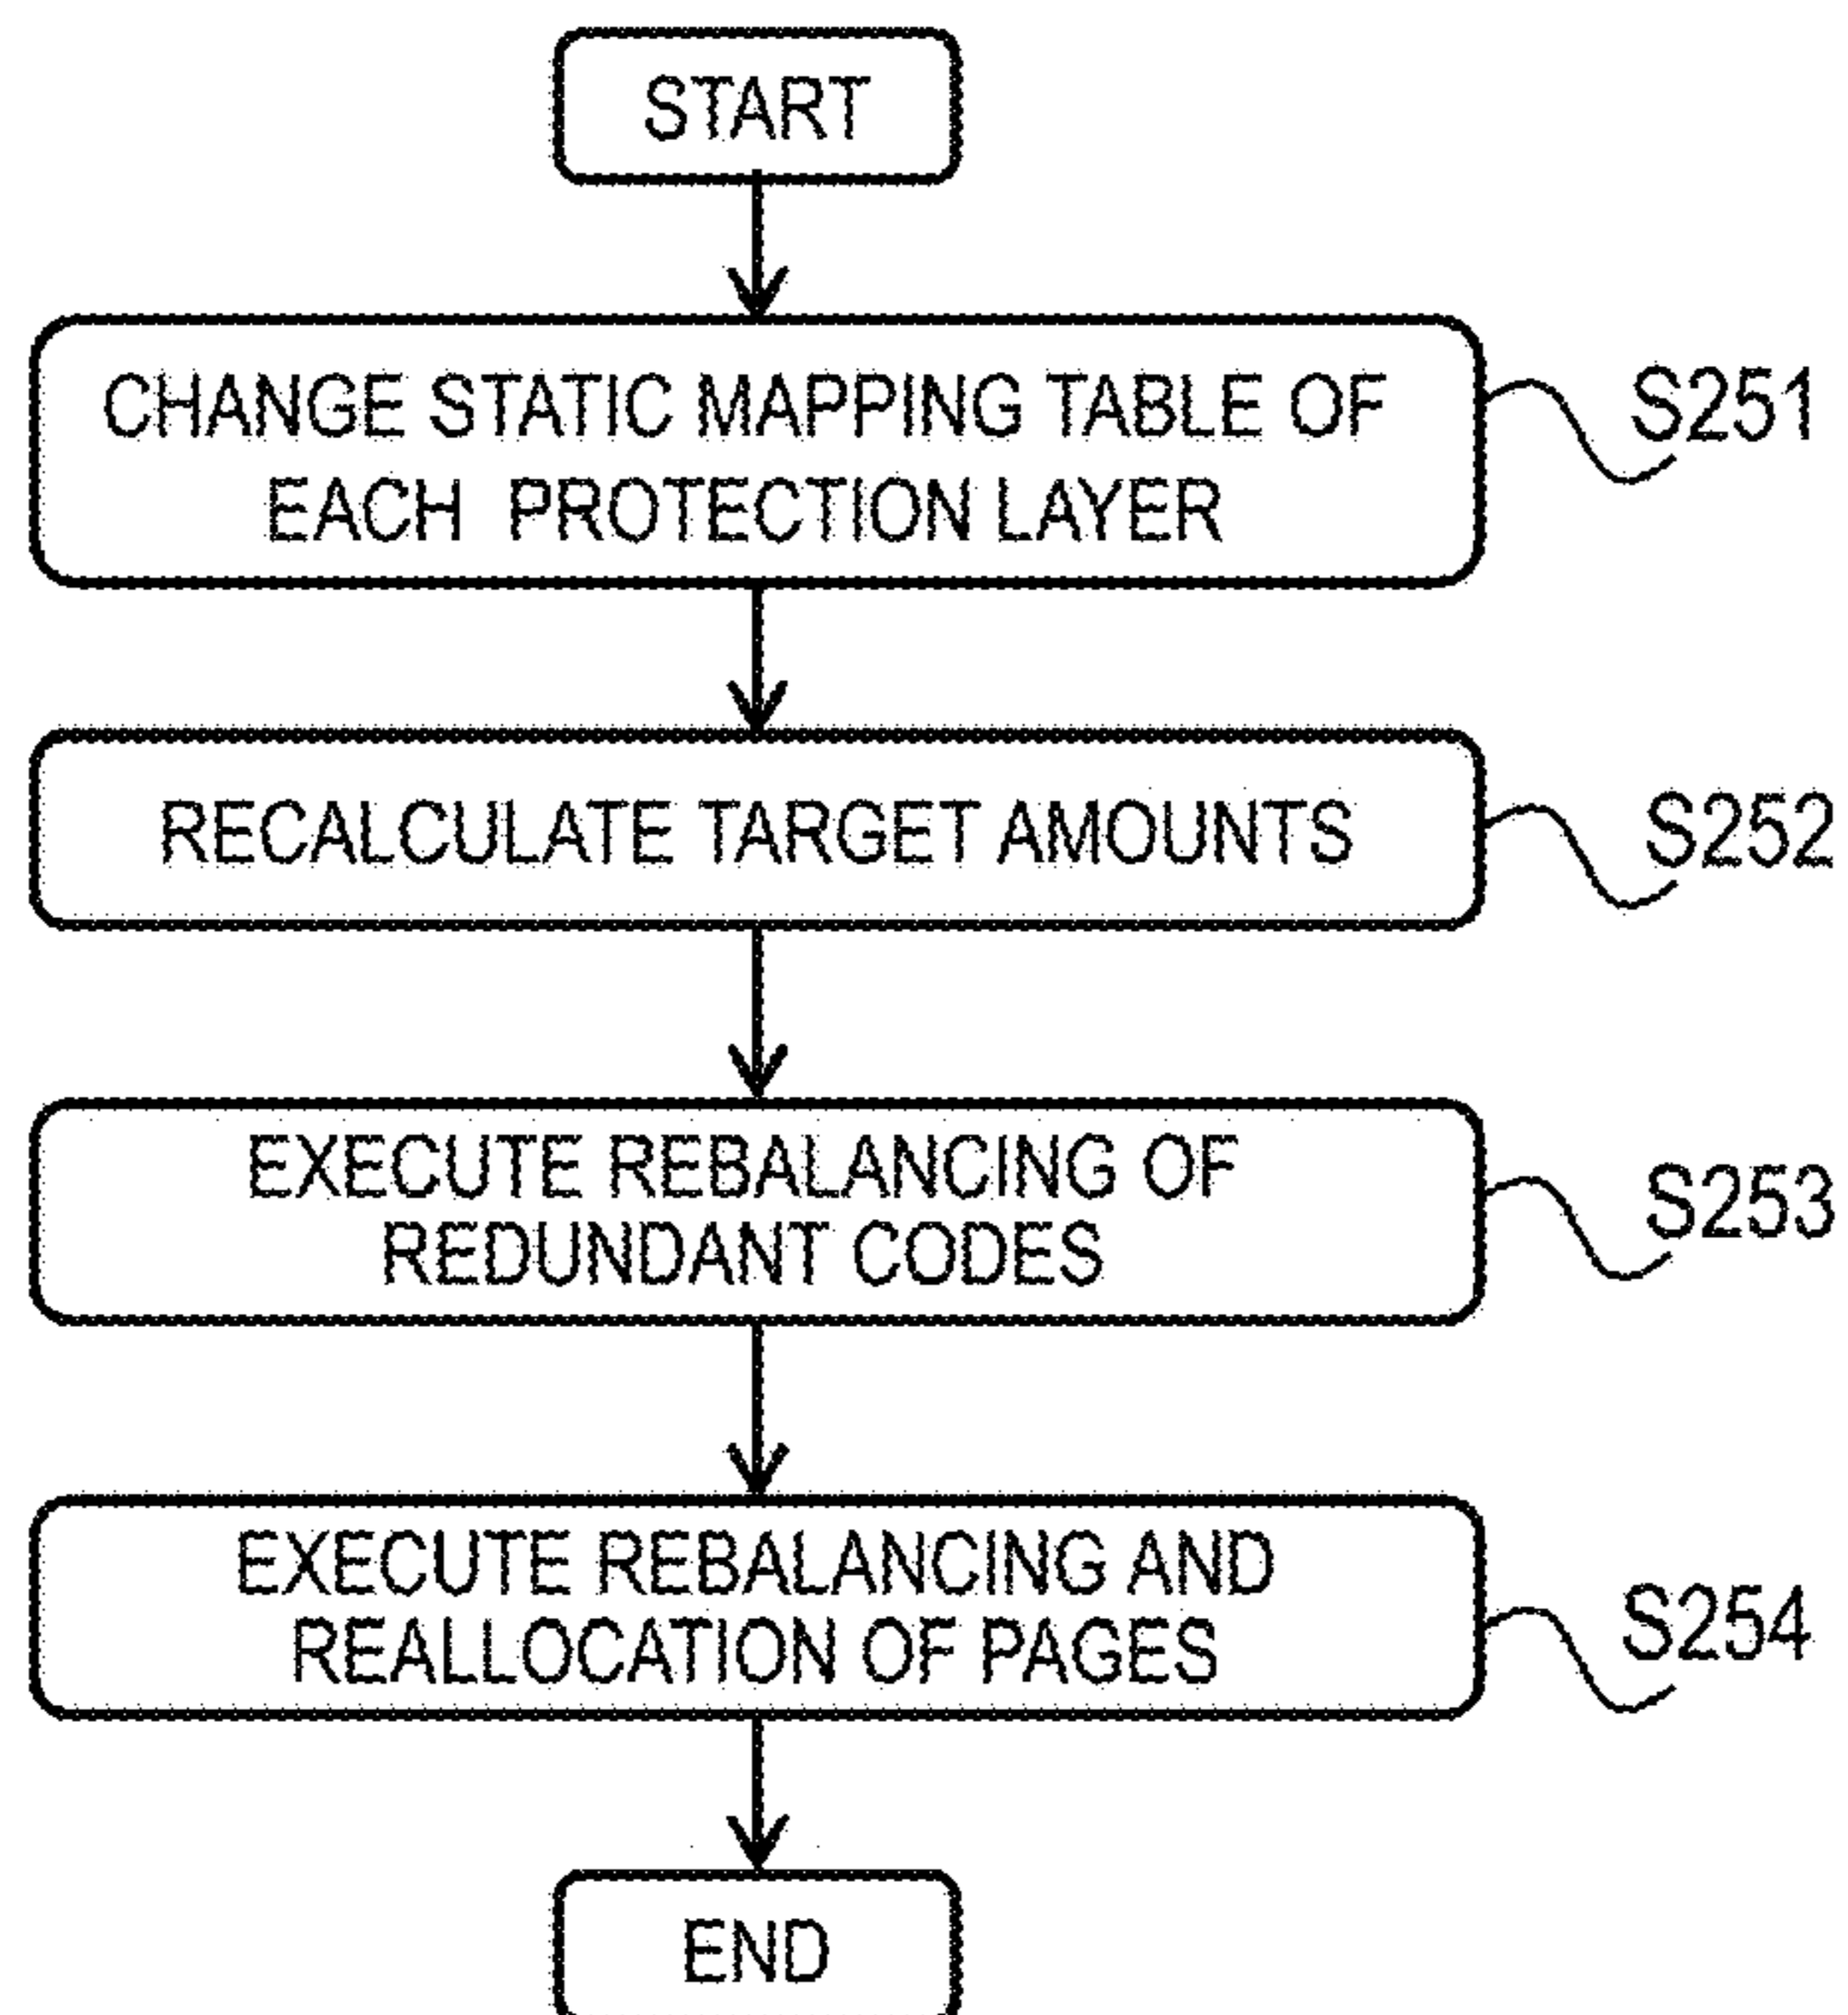 START
CHANGE STATIC MAPPING TABLE OF
EACH PROTECTION LAYER
S251
RECALCULATE TARGET AMOUNTS
S252
EXECUTE REBALANCING OF
REDUNDANT CODES
S253
EXECUTE REBALANCING AND
REALLOCATION OF PAGES
S254
END